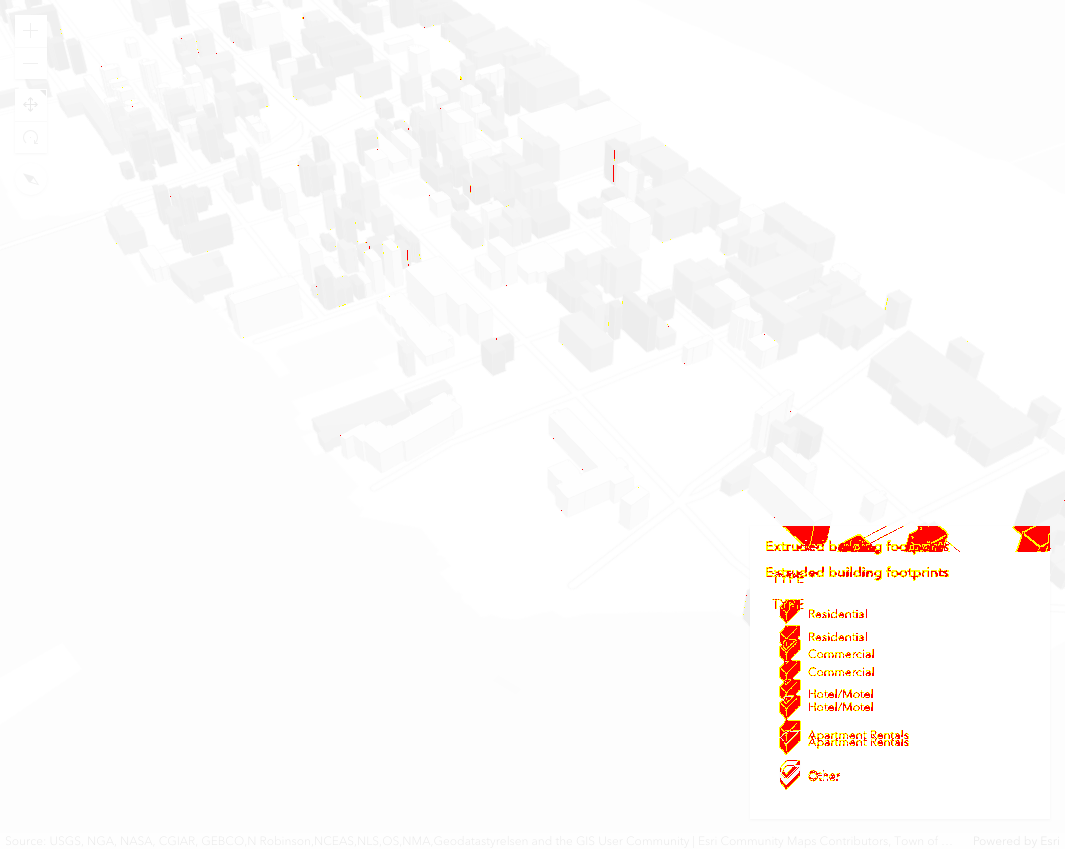 Extruded building footprints
Extruded building footprints
TYPE
TYPE
Residential
Residential
Commercial
Commercial
Hotel/Motel
Hotel/Motel
Apartment Rentals
Apartment Rentals
Other
Source: USGS, NGA, NASA, CGIAR, GEBCO,N Robinson,NCEAS,NLS,OS,NMA,Geodatastyrelsen and the GIS User Community | Esri Community Maps Contributors, Town of ... Powered by Esri